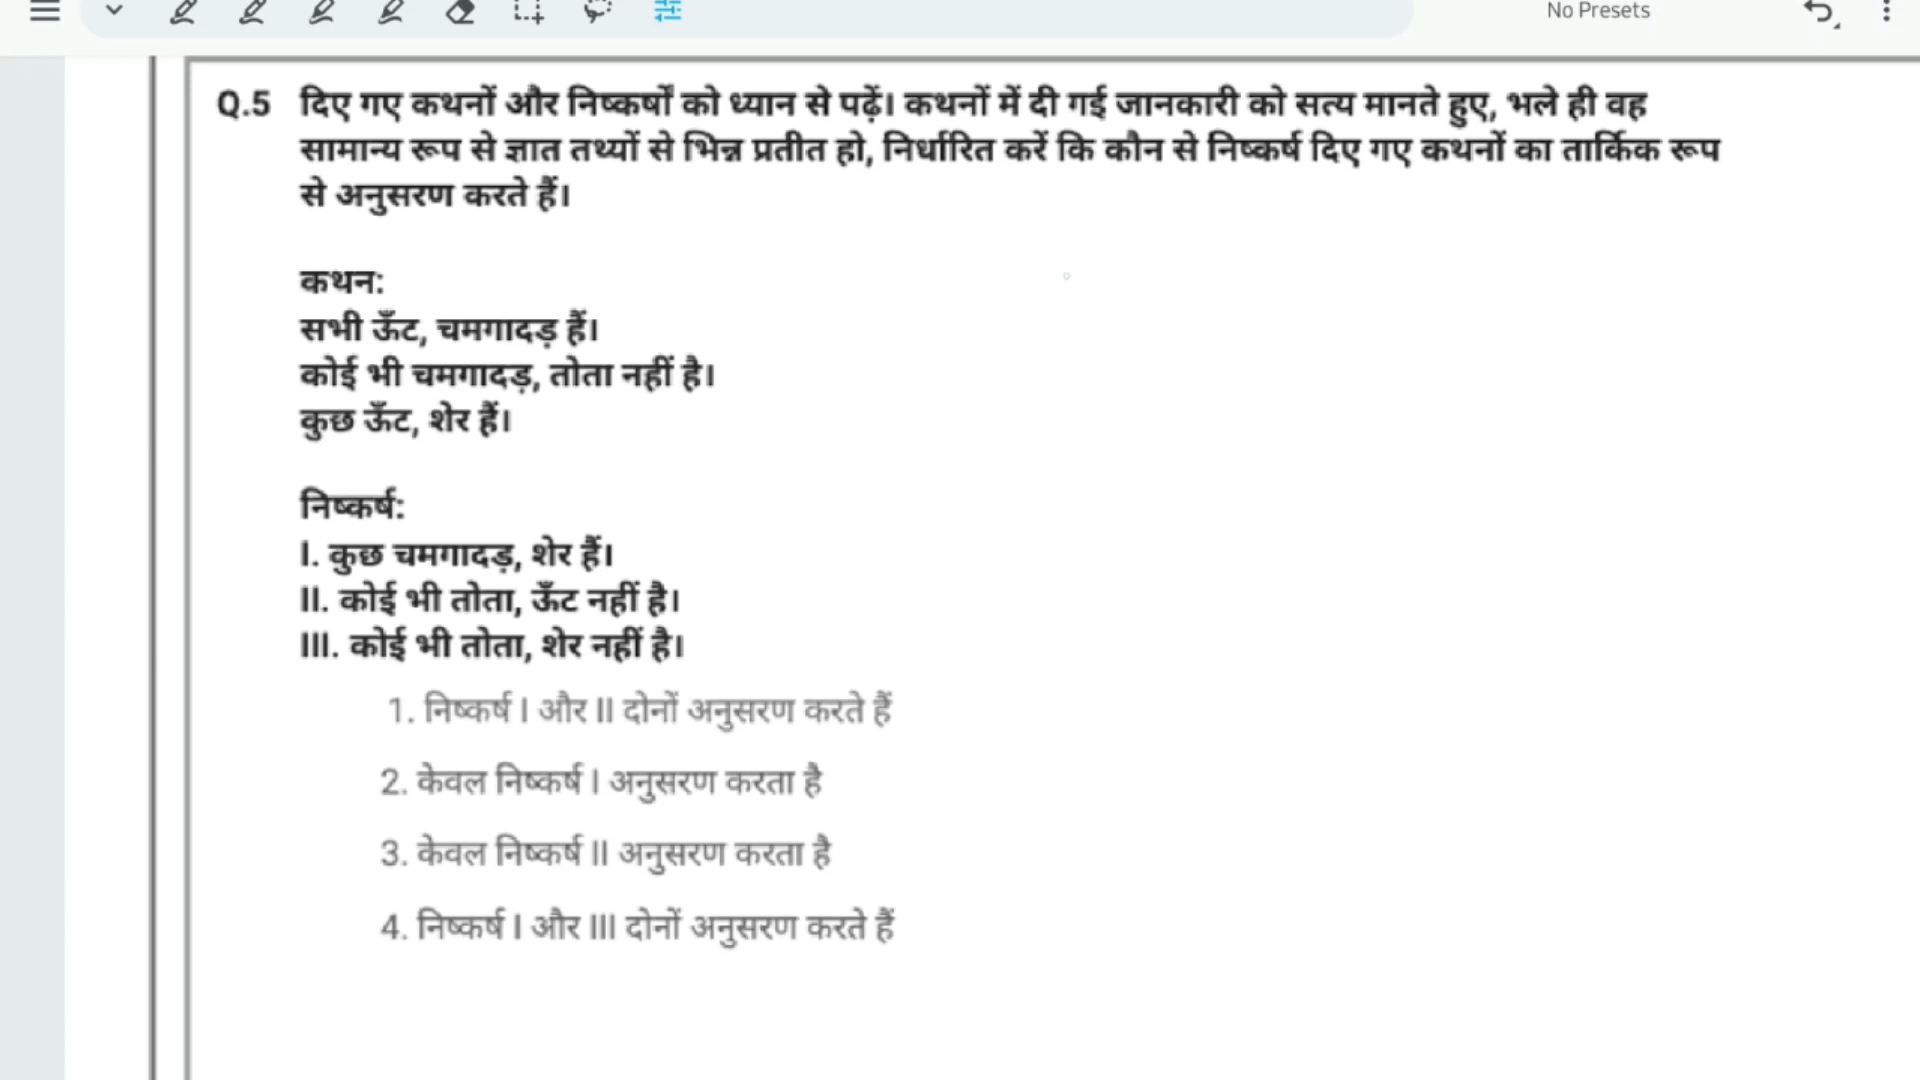 No Presets
Q.5 दिए गए कथनों और निष्कर्षों को ध्यान से पढ़ें। कथनों में दी गई जानकारी को सत्य मानते हुए, भले ही वह
सामान्य रूप से ज्ञात तथ्यों से भिन्न प्रतीत हो, निर्धारित करें कि कौन से निष्कर्ष दिए गए कथनों का तार्किक रूप
से अनुसरण करते हैं।
कथन:
सभी ऊँट, चमगादड़ हैं।
कोई भी चमगादड़, तोता नहीं है।
कुछ ऊँट, शेर हैं।
निष्कर्ष:
I. कुछ चमगादड़, शेर हैं।
II. कोई भी तोता, ऊँट नहीं है।
III. कोई भी तोता, शेर नहीं है।
1. निष्कर्ष I और II दोनों अनुसरण करते हैं
2. केवल निष्कर्ष I अनुसरण करता है
3. केवल निष्कर्ष II अनुसरण करता है
4. निष्कर्ष I और III दोनों अनुसरण करते हैं